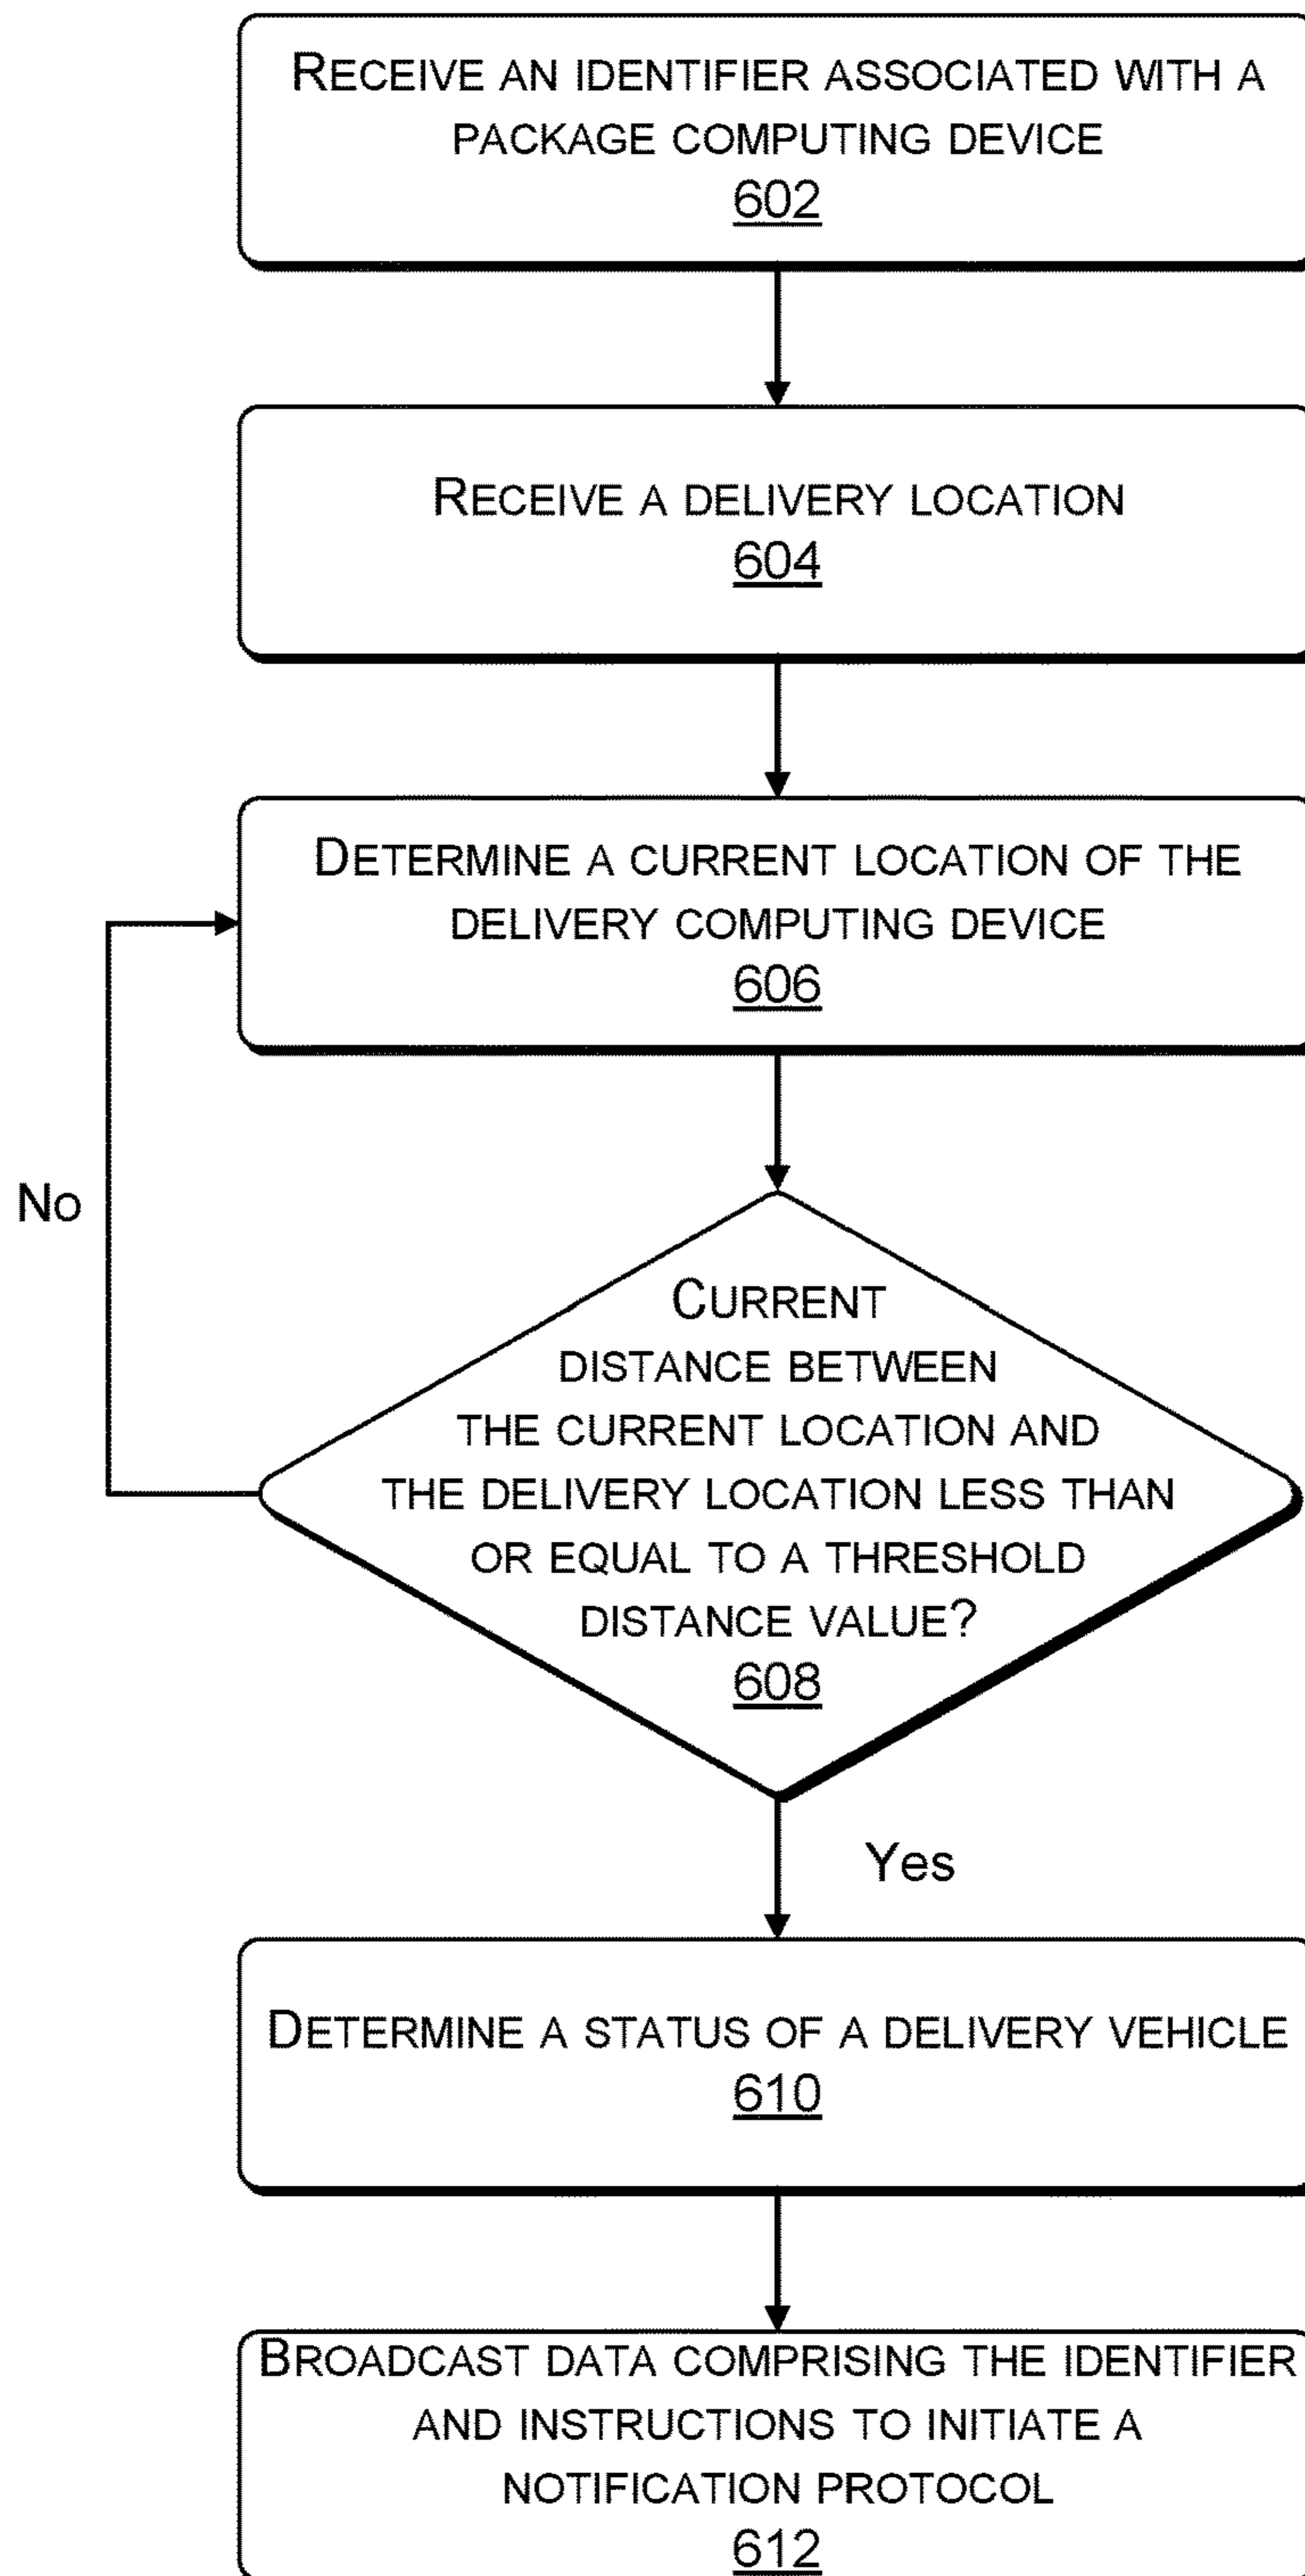 RECEIVE AN IDENTIFIER ASSOCIATED WITH A
PACKAGE COMPUTING DEVICE
602
RECEIVE A DELIVERY LOCATION
604
DETERMINE A CURRENT LOCATION OF THE
DELIVERY COMPUTING DEVICE
606
No
CURRENT
DISTANCE BETWEEN
THE CURRENT LOCATION AND
THE DELIVERY LOCATION LESS THAN
OR EQUAL TO A THRESHOLD
DISTANCE VALUE?
608
Yes
DETERMINE A STATUS OF A DELIVERY VEHICLE
610
BROADCAST DATA COMPRISING THE IDENTIFIER
AND INSTRUCTIONS TO INITIATE A
NOTIFICATION PROTOCOL
612